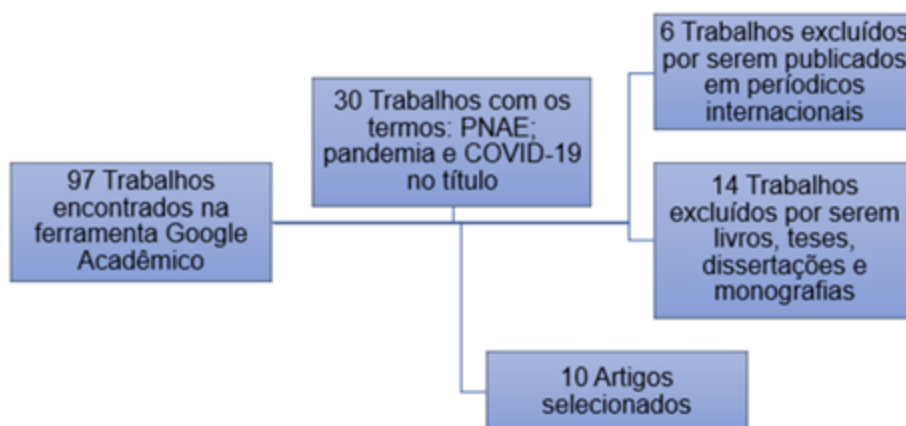 97 Trabalhos
encontrados na
ferramenta Google
Acadêmico
30 Trabalhos com os
termos: PNAE;
pandemia e COVID-19
no título
6 Trabalhos excluídos
por serem publicados
em períodicos
internacionais
14 Trabalhos
excluídos por serem
livros, teses,
dissertações e
monografias
10 Artigos
selecionados